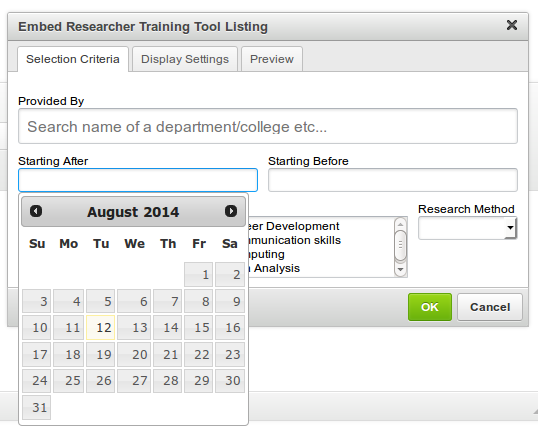 Embed Researcher Training Tool Listing
Selection Criteria Display Settings Preview
Provided By
Search name of a department/college etc...
Starting After Starting Before
August 2014
Su Mo Tu We Th Fr Sa
1 2
3 4 5 6 7 8 9
10 11 12 13 14 15 16
17 18 19 20 21 22 23
24 25 26 27 28 29 30
31
Research Method
eer Development
mmunication skills
mputing
Analysis
OK Cancel